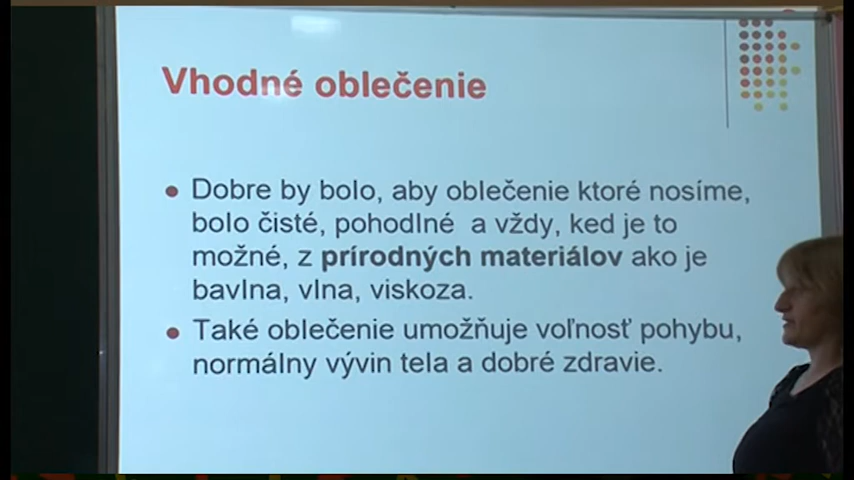 Vhodné oblečenie
Dobre by bolo, aby oblečenie ktoré nosíme,
bolo čisté, pohodlné a vždy, ked je to
možné, z prírodných materiálov ako je
bavlna, vlna, viskoza.
Také oblečenie umožňuje voľnosť pohybu,
normálny vývin tela a dobré zdravie.